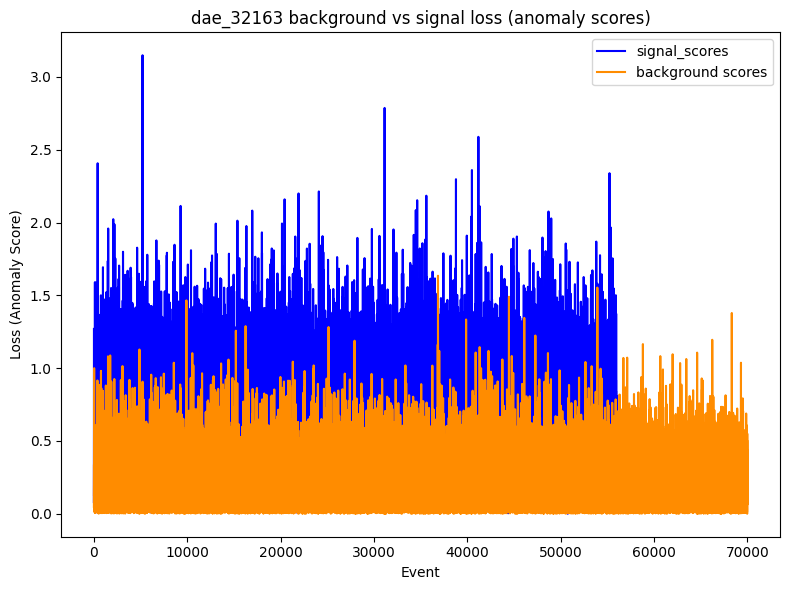 dae_32163 background vs signal loss (anomaly scores)
signal_scores
background scores
Loss (Anomaly Score)
3.0
2.5
2.0
1.5
1.0
0.5
0.0
0 10000 20000 30000 40000 50000 60000 70000
Event